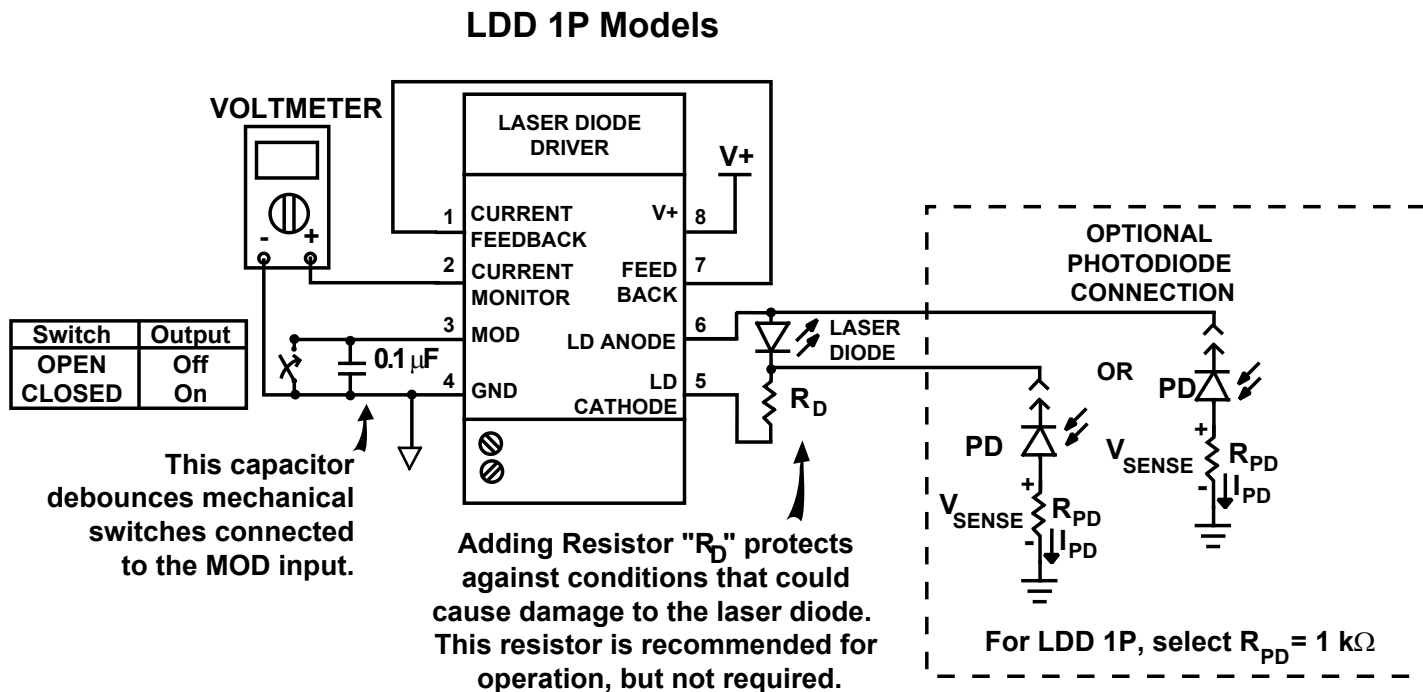 LDD 1P Models
VOLTMETER
-
+
LASER DIODE
DRIVER
V+
1
CURRENT
FEEDBACK
V+
8
2
CURRENT
MONITOR
FEED
BACK
7
3
MOD
LD ANODE
6
4
GND
LD
CATHODE
5
Switch Output
OPEN Off
CLOSED On
0.1 μF
LASER
DIODE
R_D
This capacitor
debounces mechanical
switches connected
to the MOD input.
Adding Resistor "R_D" protects
against conditions that could
cause damage to the laser diode.
This resistor is recommended for
operation, but not required.
OPTIONAL
PHOTODIODE
CONNECTION
OR
PD
+
V_SENSE
R_PD
-
I_PD
PD
+
V_SENSE
R_PD
-
I_PD
For LDD 1P, select R_PD = 1 kΩ